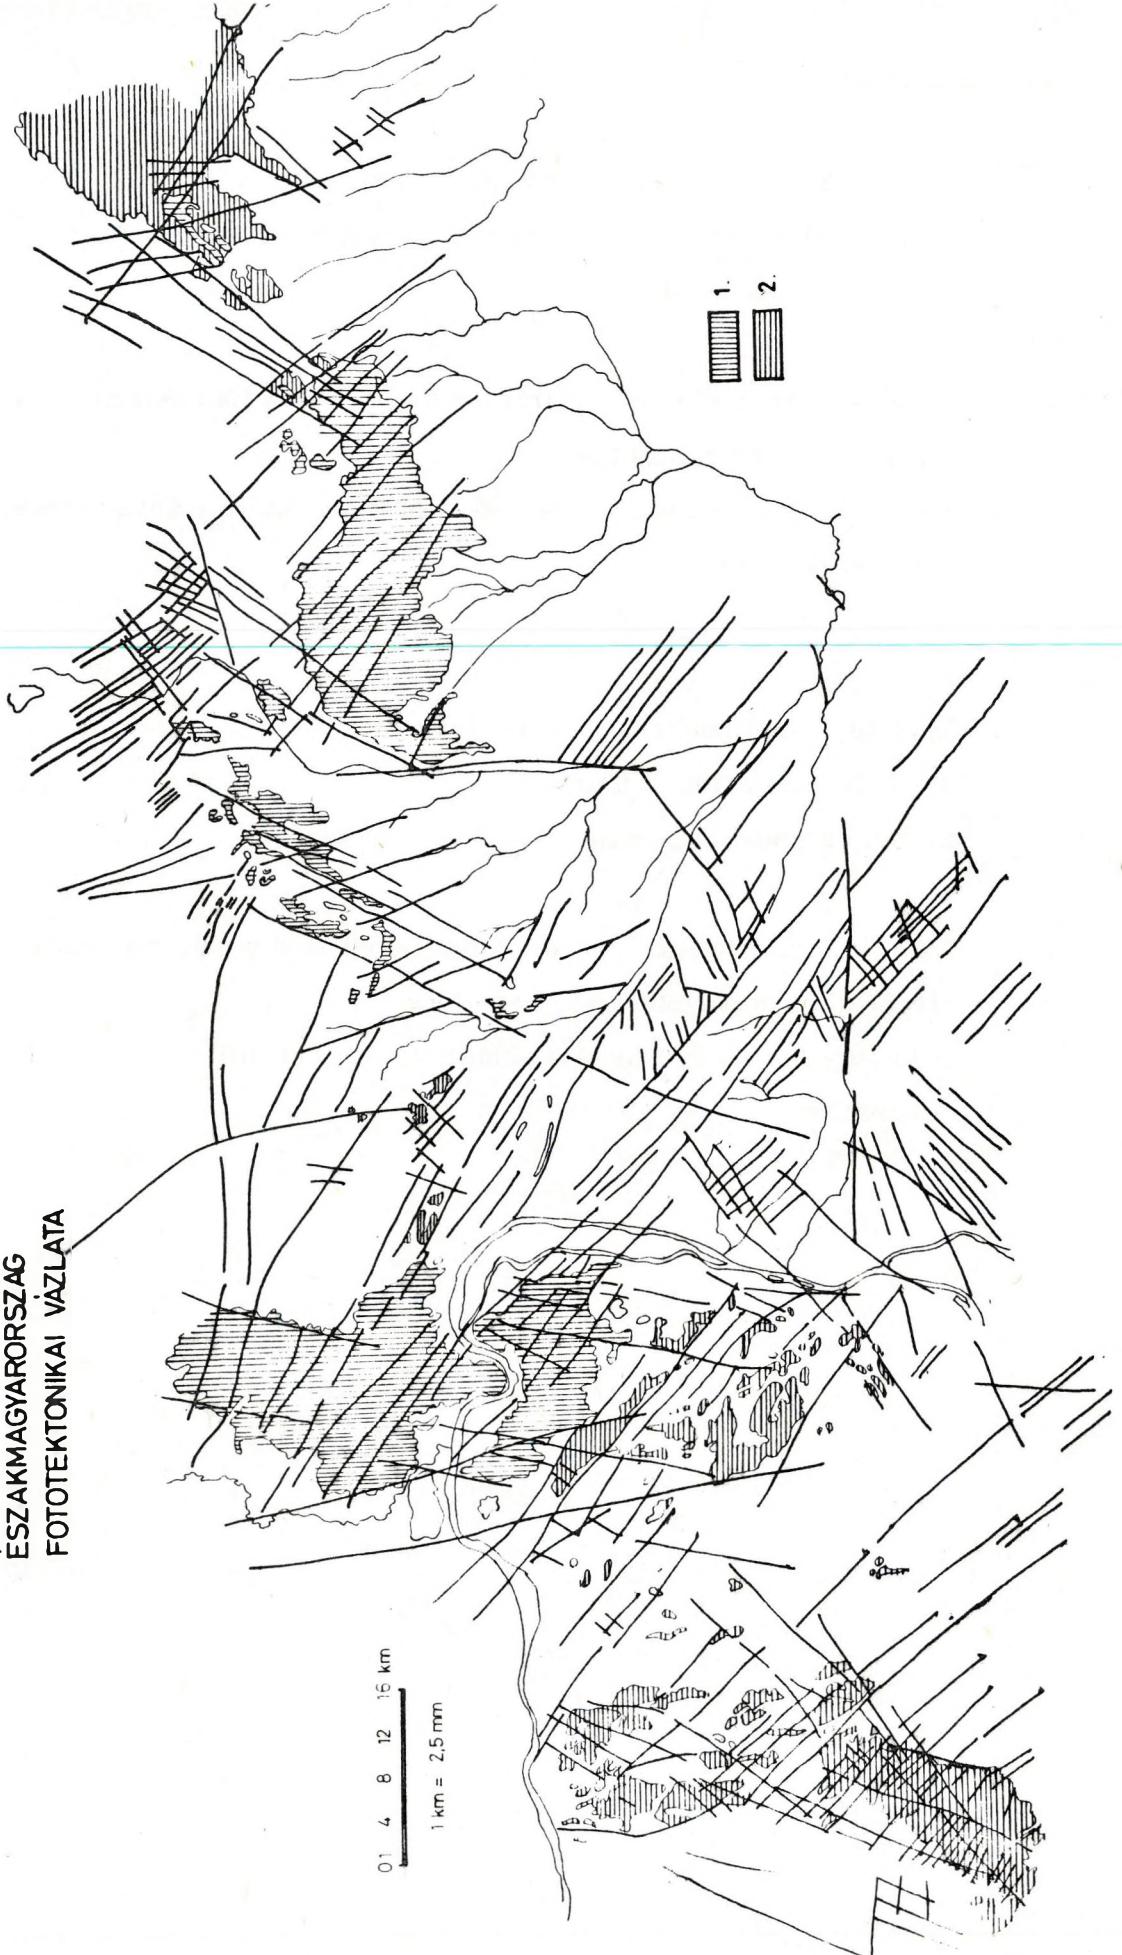 ÉSZAKMAGYARORSZÁG
FOTOTEKTONIKAI VÁZLATA
0 1 4 8 12 16 km
1 km = 2,5 mm
1.
2.